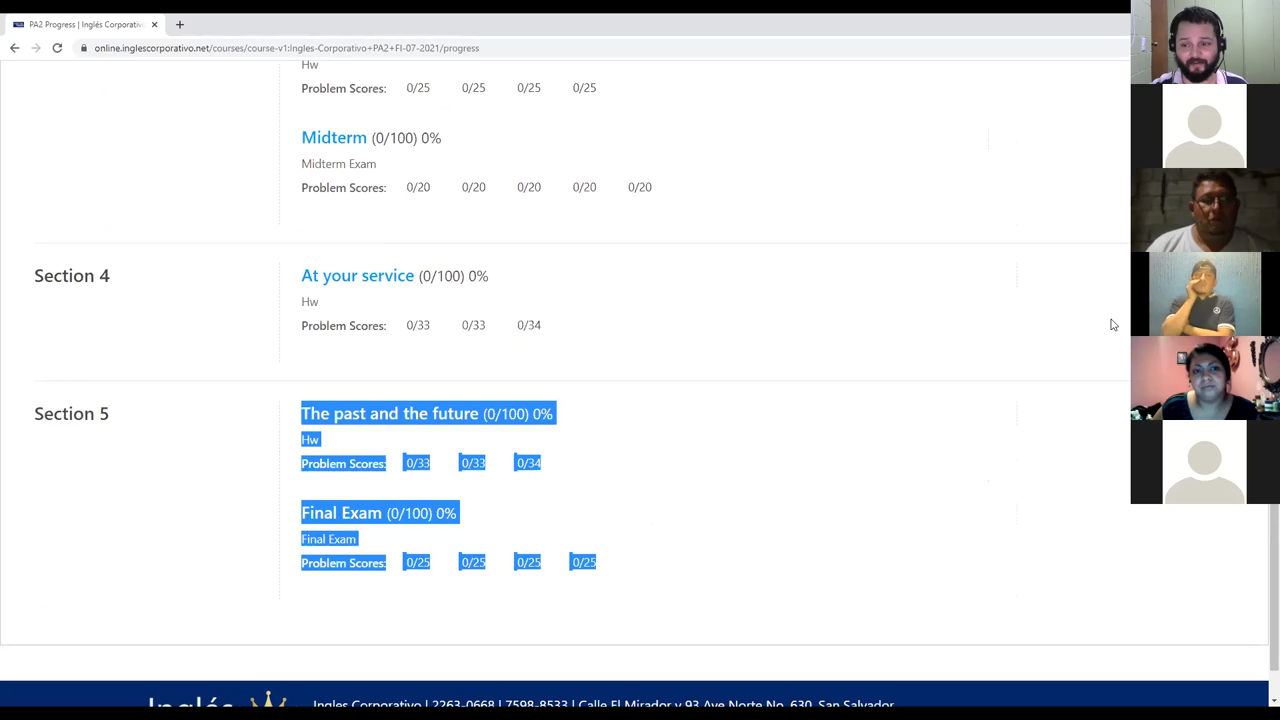 PA2 Progress | Inglés Corporativo
online.inglescorporativo.net/courses/course-v1:Ingles-Corporativo+PA2+FI-07-2021/progress
Hw
Problem Scores: 0/25 0/25 0/25 0/25
Midterm (0/100) 0%
Midterm Exam
Problem Scores: 0/20 0/20 0/20 0/20 0/20
Section 4
At your service (0/100) 0%
Hw
Problem Scores: 0/33 0/33 0/34
Section 5
The past and the future (0/100) 0%
Hw
Problem Scores: 0/33 0/33 0/34
Final Exam (0/100) 0%
Final Exam
Problem Scores: 0/25 0/25 0/25 0/25
Inglés
Ingles Corporativo | 2263-0668 | 7598-8533 | Calle El Mirador y 93 Ave Norte No. 630, San Salvador